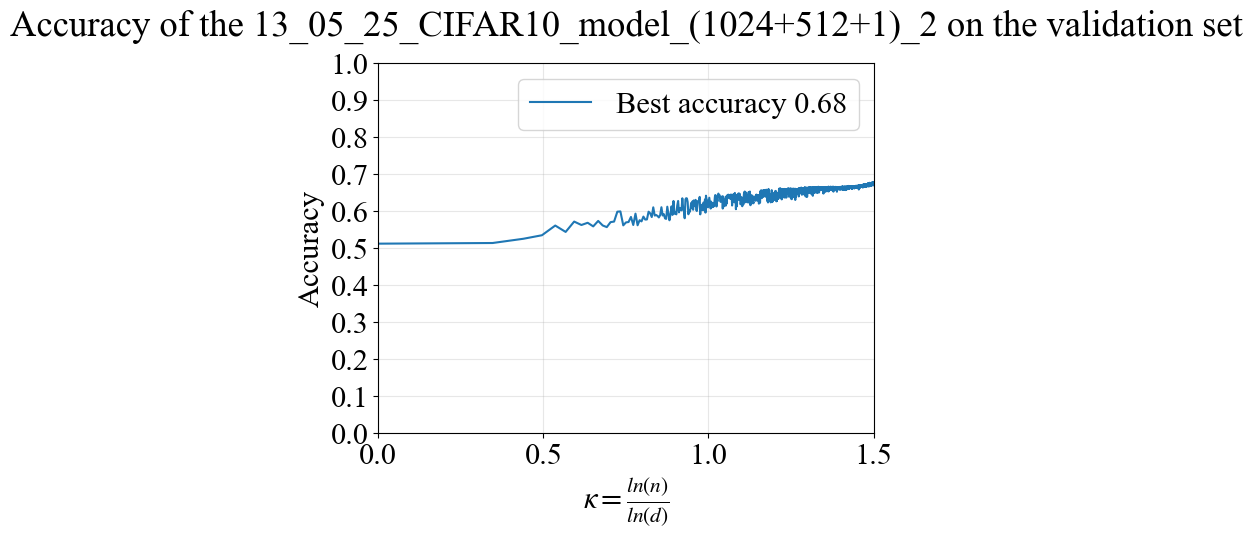 Accuracy of the 13_05_25_CIFAR10_model_(1024+512+1)_2 on the validation set
Best accuracy 0.68
Accuracy
1.0
0.9
0.8
0.7
0.6
0.5
0.4
0.3
0.2
0.1
0.0
0.0 0.5 1.0 1.5
κ = ln(n)/ln(d)